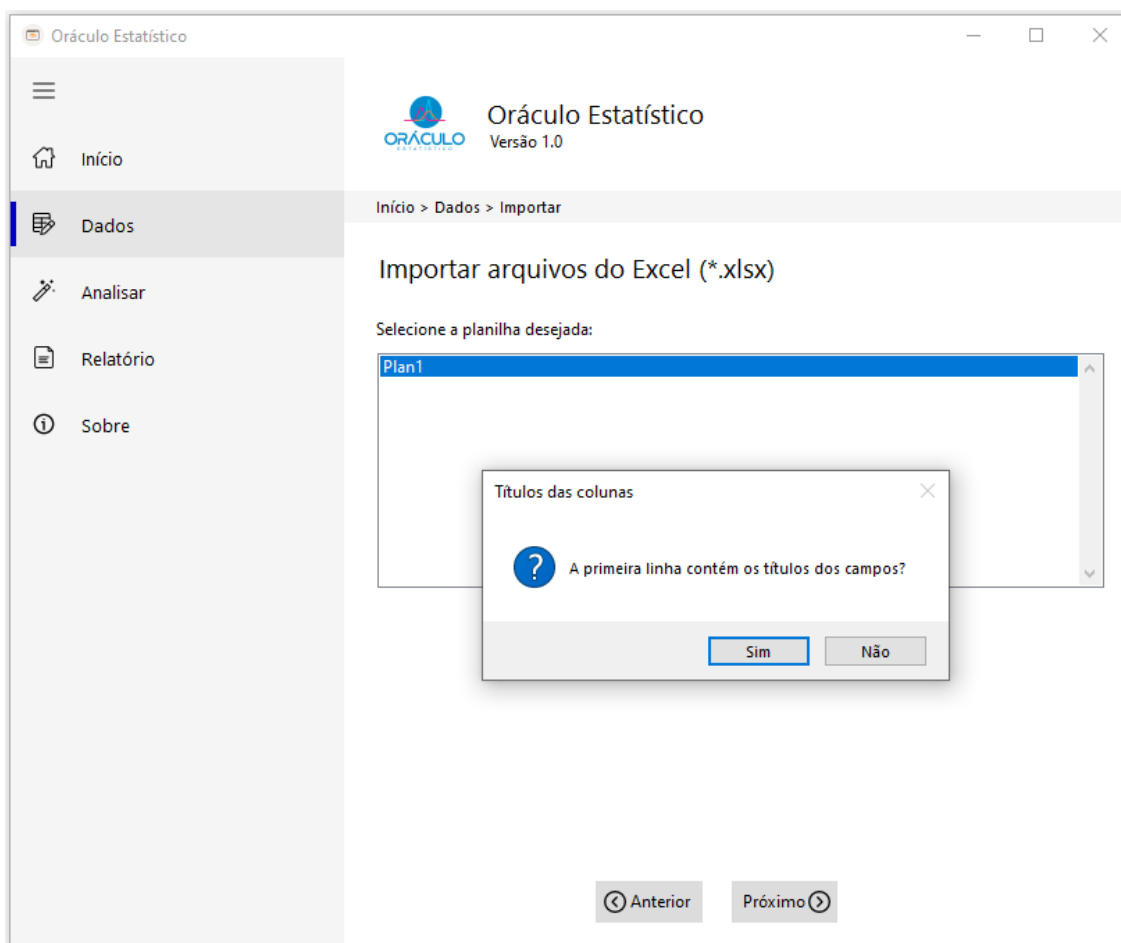 Oráculo Estatístico
Início
Dados
Analisar
Relatório
Sobre
ORÁCULO
ESTATÍSTICO
Oráculo Estatístico
Versão 1.0
Início > Dados > Importar
Importar arquivos do Excel (*.xlsx)
Selecione a planilha desejada:
Plan1
Títulos das colunas
A primeira linha contém os títulos dos campos?
Sim Não
Anterior Próximo